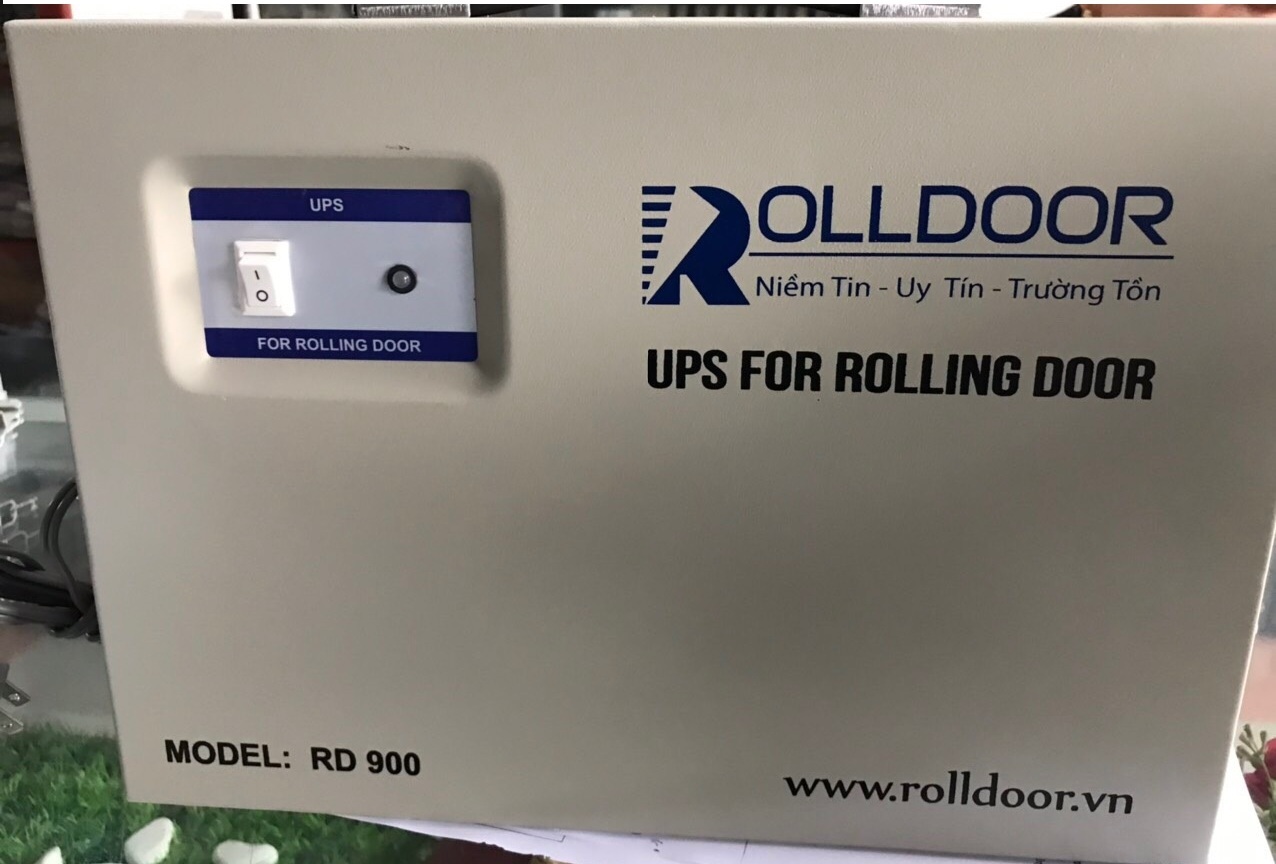 UPS
I
O
FOR ROLLING DOOR
ROLLDOOR
Niềm Tin - Uy Tín - Trường Tồn
UPS FOR ROLLING DOOR
MODEL: RD 900
www.rolldoor.vn